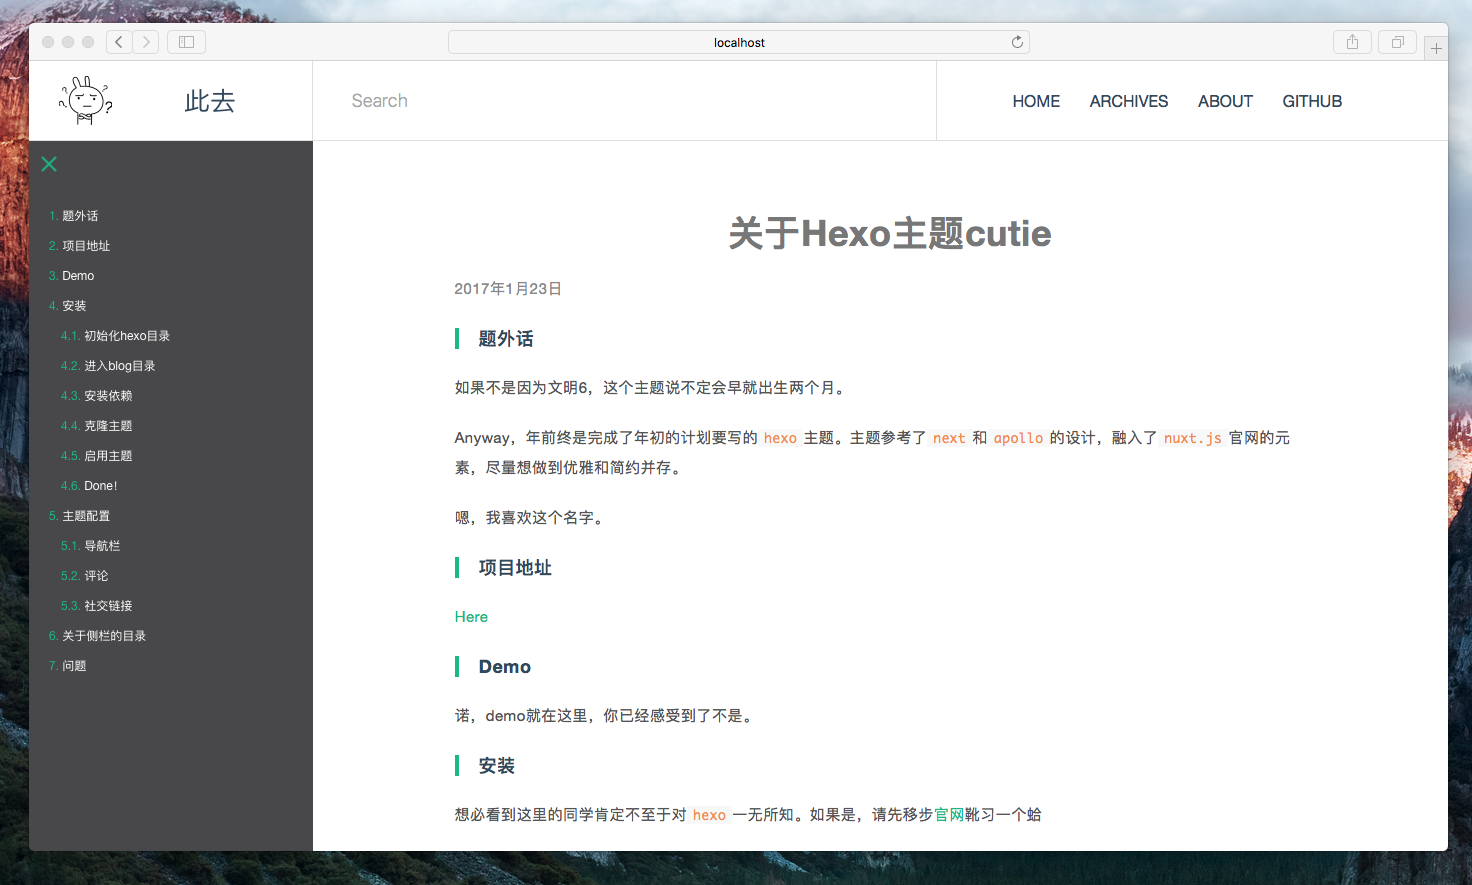 localhost
此去
Search
HOME ARCHIVES ABOUT GITHUB
1. 题外话
2. 项目地址
3. Demo
4. 安装
4.1. 初始化hexo目录
4.2. 进入blog目录
4.3. 安装依赖
4.4. 克隆主题
4.5. 启用主题
4.6. Done!
5. 主题配置
5.1. 导航栏
5.2. 评论
5.3. 社交链接
6. 关于侧栏的目录
7. 问题
关于Hexo主题cutie
2017年1月23日
题外话
如果不是因为文明6，这个主题说不定会早就出生两个月。
Anyway，年前终是完成了年初的计划要写的 hexo 主题。主题参考了 next 和 apollo 的设计，融入了 nuxt.js 官网的元
素，尽量想做到优雅和简约并存。
嗯，我喜欢这个名字。
项目地址
Here
Demo
诺，demo就在这里，你已经感受到了不是。
安装
想必看到这里的同学肯定不至于对 hexo 一无所知。如果是，请先移步官网靴习一个蛤